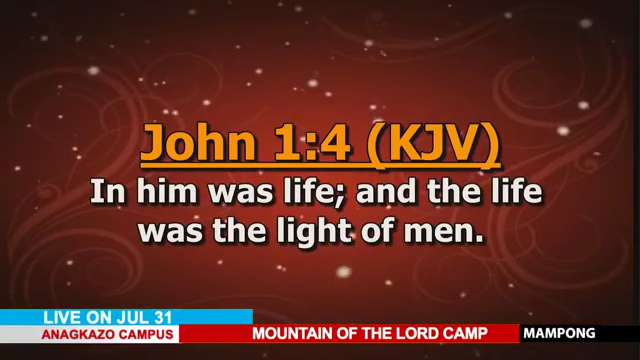 John 1:4 (KJV)
In him was life; and the life
was the light of men.
LIVE ON JUL 31
ANAGKAZO CAMPUS MOUNTAIN OF THE LORD CAMP MAMPONG